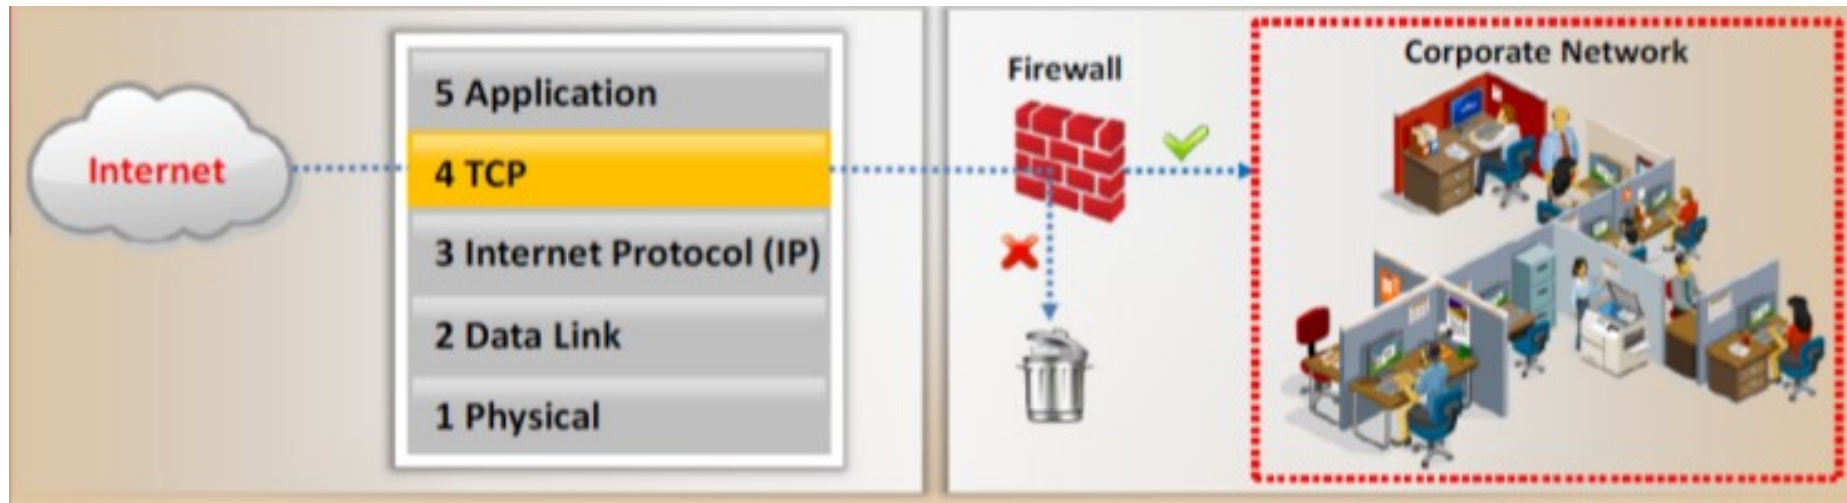 Internet
5 Application
4 TCP
3 Internet Protocol (IP)
2 Data Link
1 Physical
Firewall
Corporate Network